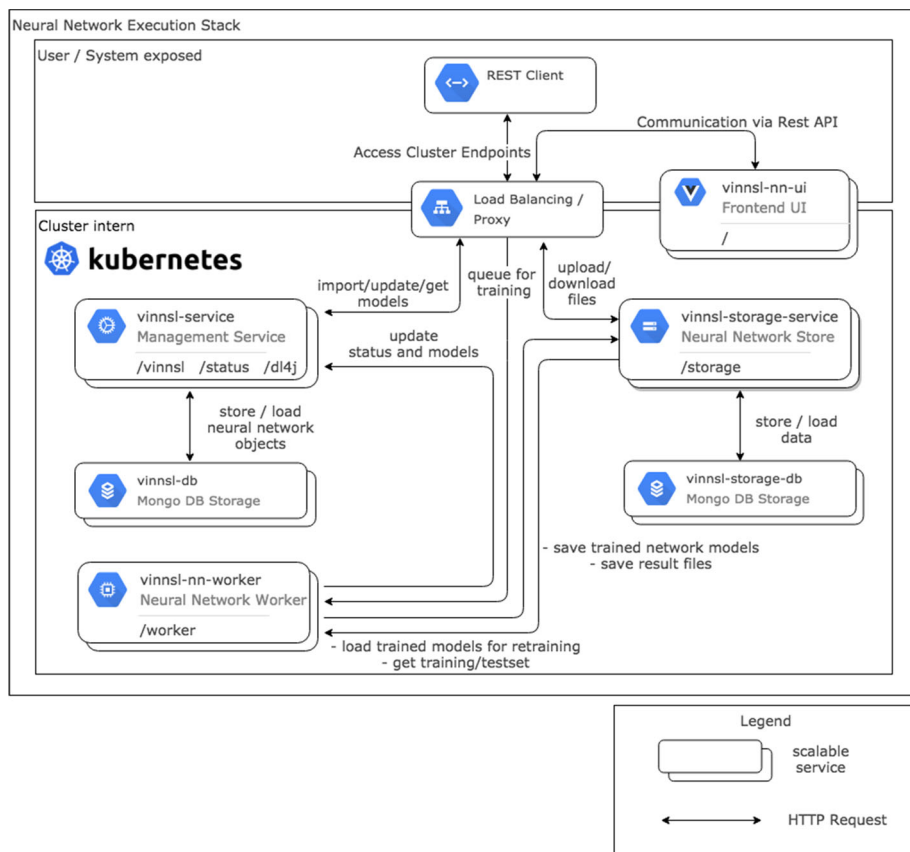 Neural Network Execution Stack
User / System exposed
REST Client
Communication via Rest API
Access Cluster Endpoints
vinnsl-nn-ui
Frontend UI
/
Load Balancing /
Proxy
Cluster intern
kubernetes
import/update/get
models
queue for
training
upload/
download
files
vinnsl-service
Management Service
/vinnsl /status /dl4j
update
status and models
vinnsl-storage-service
Neural Network Store
/storage
store / load
neural network
objects
store / load
data
vinnsl-db
Mongo DB Storage
vinnsl-storage-db
Mongo DB Storage
- save trained network models
- save result files
vinnsl-nn-worker
Neural Network Worker
/worker
- load trained models for retraining
- get training/testset
Legend
scalable
service
HTTP Request